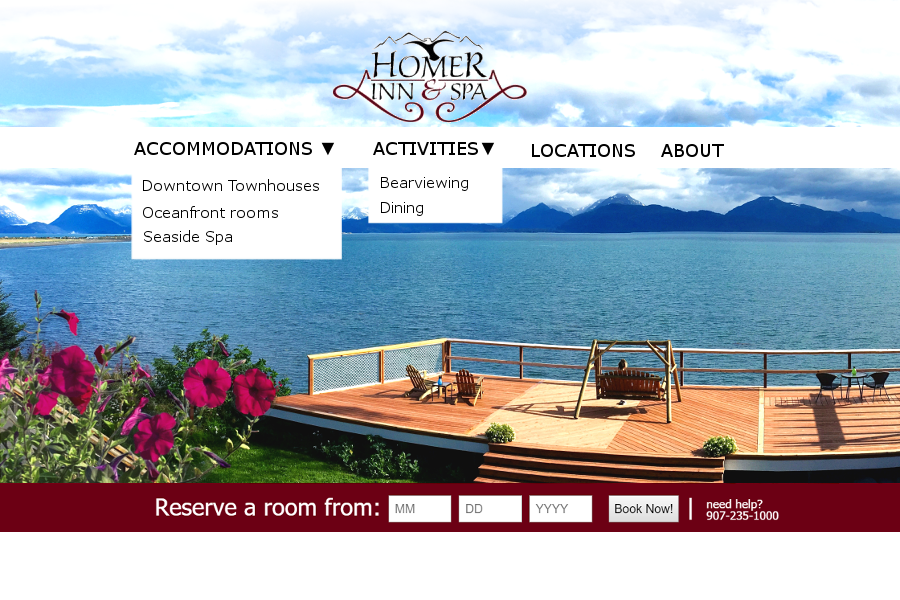 HOMER
INN & SPA
ACCOMMODATIONS ▼
ACTIVITIES ▼
LOCATIONS
ABOUT
Downtown Townhouses
Oceanfront rooms
Seaside Spa
Bearviewing
Dining
Reserve a room from:
MM
DD
YYYY
Book Now!
need help?
907-235-1000